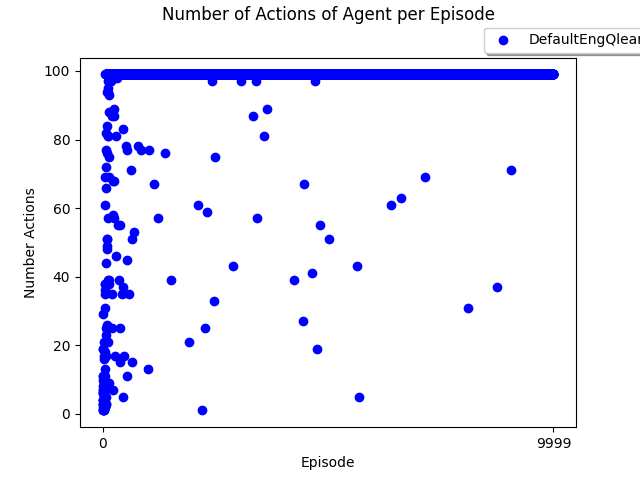 Number of Actions of Agent per Episode
DefaultEngQlear
100
80
60
40
20
0
Number Actions
0
9999
Episode